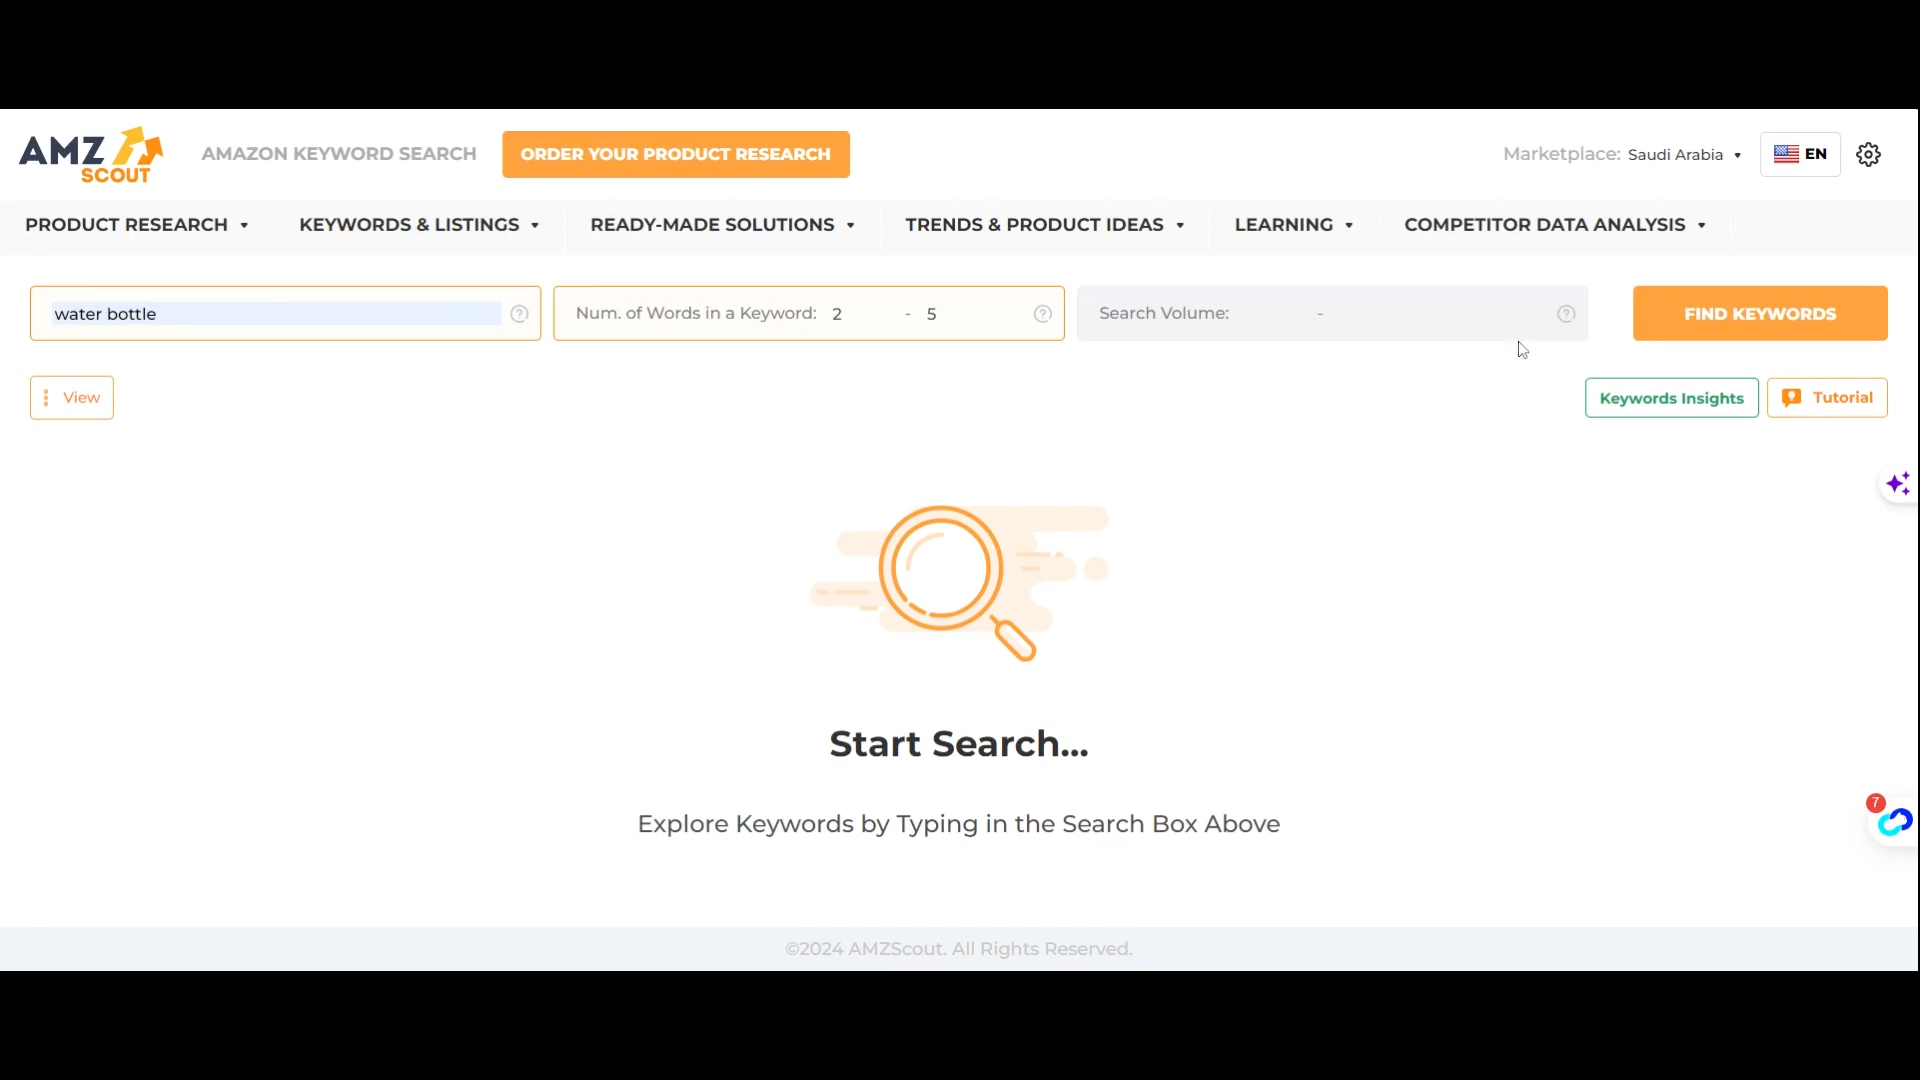 AMZ
SCOUT
AMAZON KEYWORD SEARCH
ORDER YOUR PRODUCT RESEARCH
Marketplace: Saudi Arabia
EN
PRODUCT RESEARCH
KEYWORDS & LISTINGS
READY-MADE SOLUTIONS
TRENDS & PRODUCT IDEAS
LEARNING
COMPETITOR DATA ANALYSIS
water bottle ?
Num. of Words in a Keyword: 2 - 5 ?
Search Volume: - ?
FIND KEYWORDS
View
Keywords Insights
Tutorial
Start Search...
7
Explore Keywords by Typing in the Search Box Above
©2024 AMZScout. All Rights Reserved.